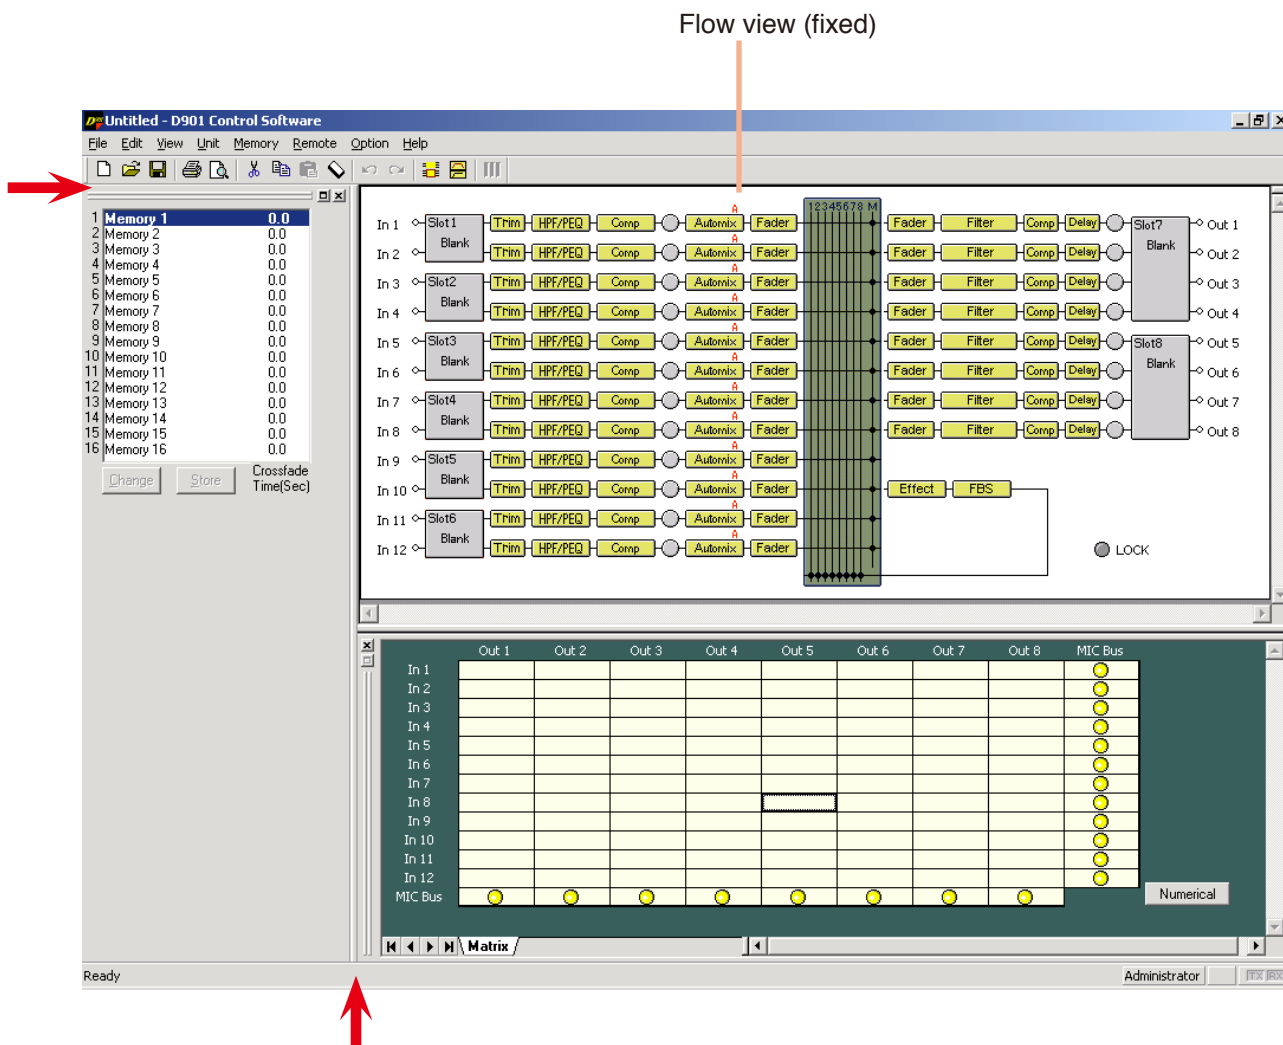 Flow view (fixed)
Untitled - D901 Control Software
File Edit View Unit Memory Remote Option Help
1 Memory 1 0.0
2 Memory 2 0.0
3 Memory 3 0.0
4 Memory 4 0.0
5 Memory 5 0.0
6 Memory 6 0.0
7 Memory 7 0.0
8 Memory 8 0.0
9 Memory 9 0.0
10 Memory 10 0.0
11 Memory 11 0.0
12 Memory 12 0.0
13 Memory 13 0.0
14 Memory 14 0.0
15 Memory 15 0.0
16 Memory 16 0.0
Change Store Crossfade
Time(Sec)
12345678 M
A
In 1 Slot1 Trim HPF/PEQ Comp Automix Fader Fader Filter Comp Delay Slot7 Out 1
Blank Blank
A
In 2 Trim HPF/PEQ Comp Automix Fader Fader Filter Comp Delay Out 2
A
In 3 Slot2 Trim HPF/PEQ Comp Automix Fader Fader Filter Comp Delay Out 3
Blank
A
In 4 Trim HPF/PEQ Comp Automix Fader Fader Filter Comp Delay Out 4
A
In 5 Slot3 Trim HPF/PEQ Comp Automix Fader Fader Filter Comp Delay Slot8 Out 5
Blank Blank
A
In 6 Trim HPF/PEQ Comp Automix Fader Fader Filter Comp Delay Out 6
A
In 7 Slot4 Trim HPF/PEQ Comp Automix Fader Fader Filter Comp Delay Out 7
Blank
A
In 8 Trim HPF/PEQ Comp Automix Fader Fader Filter Comp Delay Out 8
A
In 9 Slot5 Trim HPF/PEQ Comp Automix Fader
Blank
A
In 10 Trim HPF/PEQ Comp Automix Fader Effect FBS
A
In 11 Slot6 Trim HPF/PEQ Comp Automix Fader
Blank
A
In 12 Trim HPF/PEQ Comp Automix Fader LOCK
Out 1 Out 2 Out 3 Out 4 Out 5 Out 6 Out 7 Out 8 MIC Bus
In 1
In 2
In 3
In 4
In 5
In 6
In 7
In 8
In 9
In 10
In 11
In 12
MIC Bus Numerical
Matrix
Ready Administrator TX RX